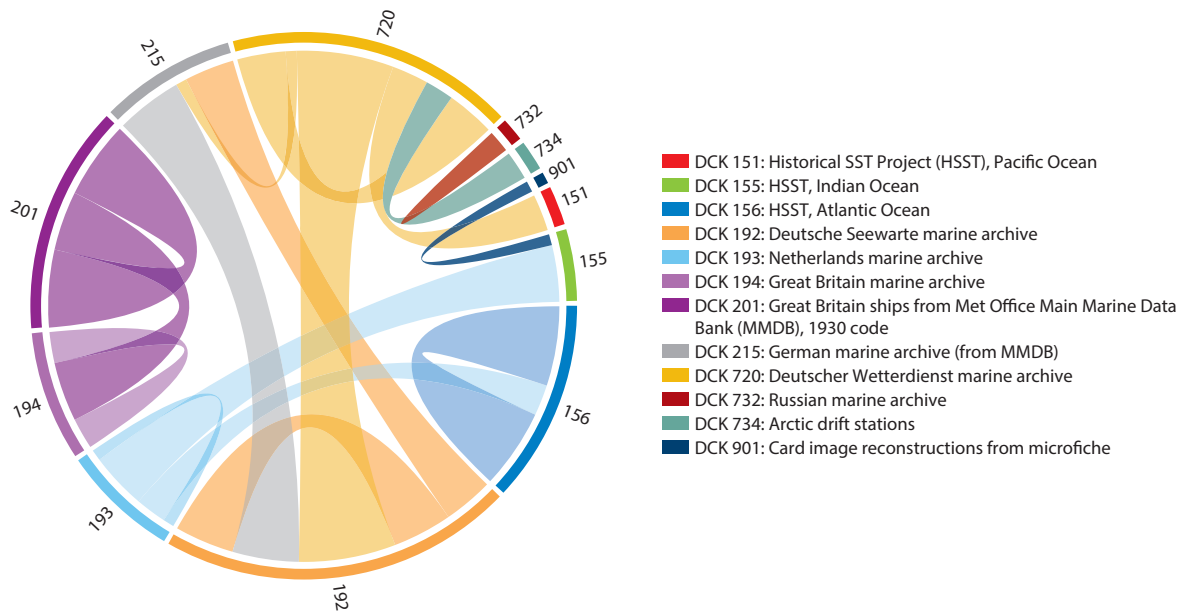 720
215
732
734
901
151
201
155
194
156
193
192
DCK 151: Historical SST Project (HSST), Pacific Ocean
DCK 155: HSST, Indian Ocean
DCK 156: HSST, Atlantic Ocean
DCK 192: Deutsche Seewarte marine archive
DCK 193: Netherlands marine archive
DCK 194: Great Britain marine archive
DCK 201: Great Britain ships from Met Office Main Marine Data
Bank (MMDB), 1930 code
DCK 215: German marine archive (from MMDB)
DCK 720: Deutscher Wetterdienst marine archive
DCK 732: Russian marine archive
DCK 734: Arctic drift stations
DCK 901: Card image reconstructions from microfiche